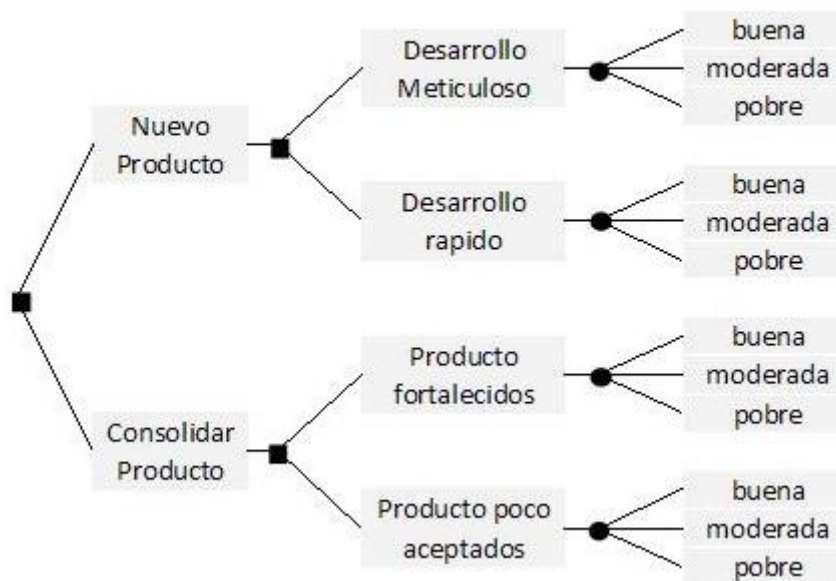 Nuevo
Producto
Desarrollo
Meticuloso
buena
moderada
pobre
Desarrollo
rapido
buena
moderada
pobre
Consolidar
Producto
Producto
fortalecidos
buena
moderada
pobre
Producto poco
aceptados
buena
moderada
pobre